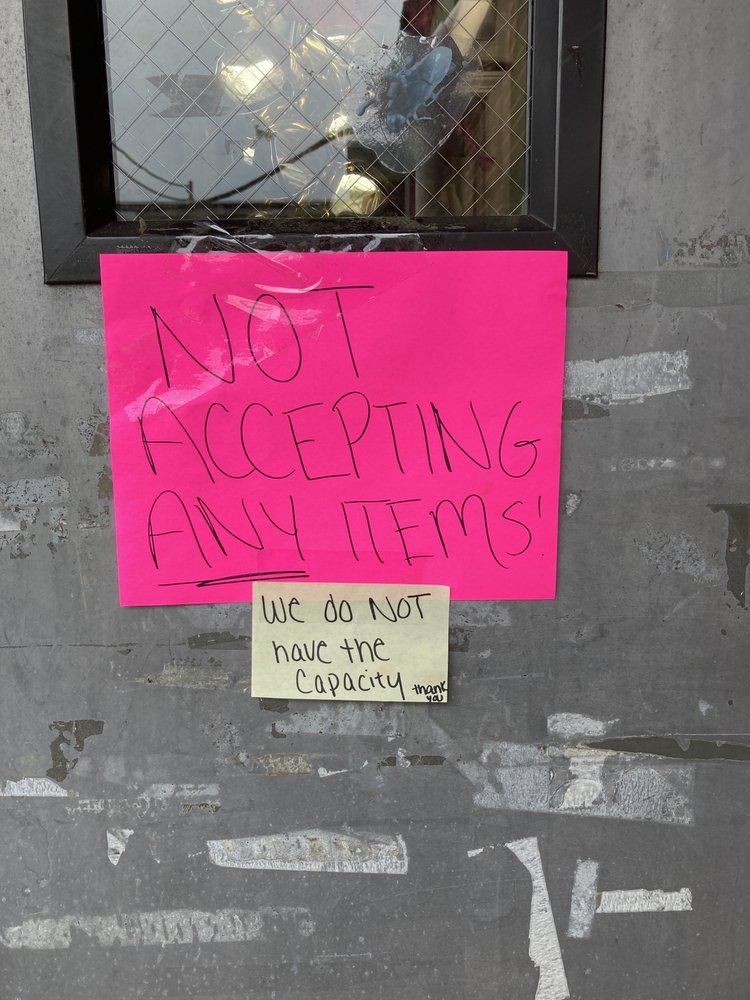 NOT
ACCEPTING
ANY ITEMS!
We do NOT
have the
Capacity thank
you